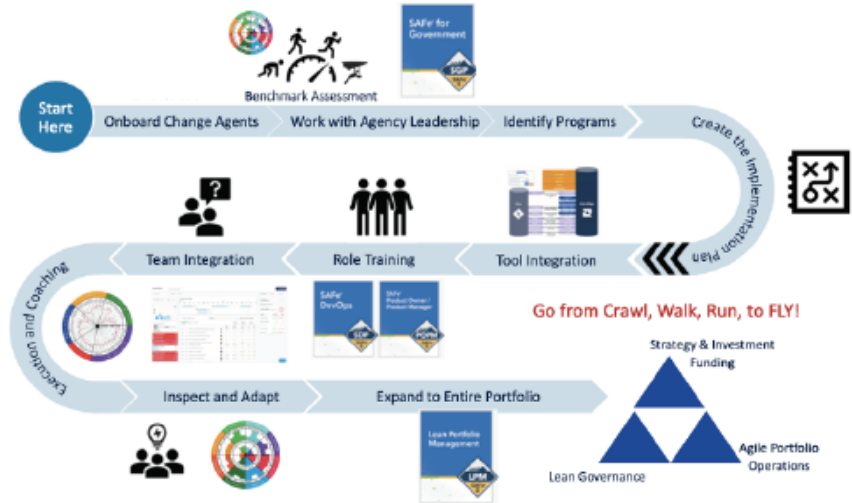 SAFe® for
Government
SGP
Benchmark Assessment
Start
Here
Onboard Change Agents
Work with Agency Leadership
Identify Programs
Create the Implementation Plan
Team Integration
Role Training
Tool Integration
Execution and Coaching
SAFe®
DevOps
SDP
SAFe®
Product Owner /
Product Manager
POPM
Go from Crawl, Walk, Run, to FLY!
Strategy & Investment
Funding
Inspect and Adapt
Expand to Entire Portfolio
Lean Portfolio
Management
LPM
Lean Governance
Agile Portfolio
Operations